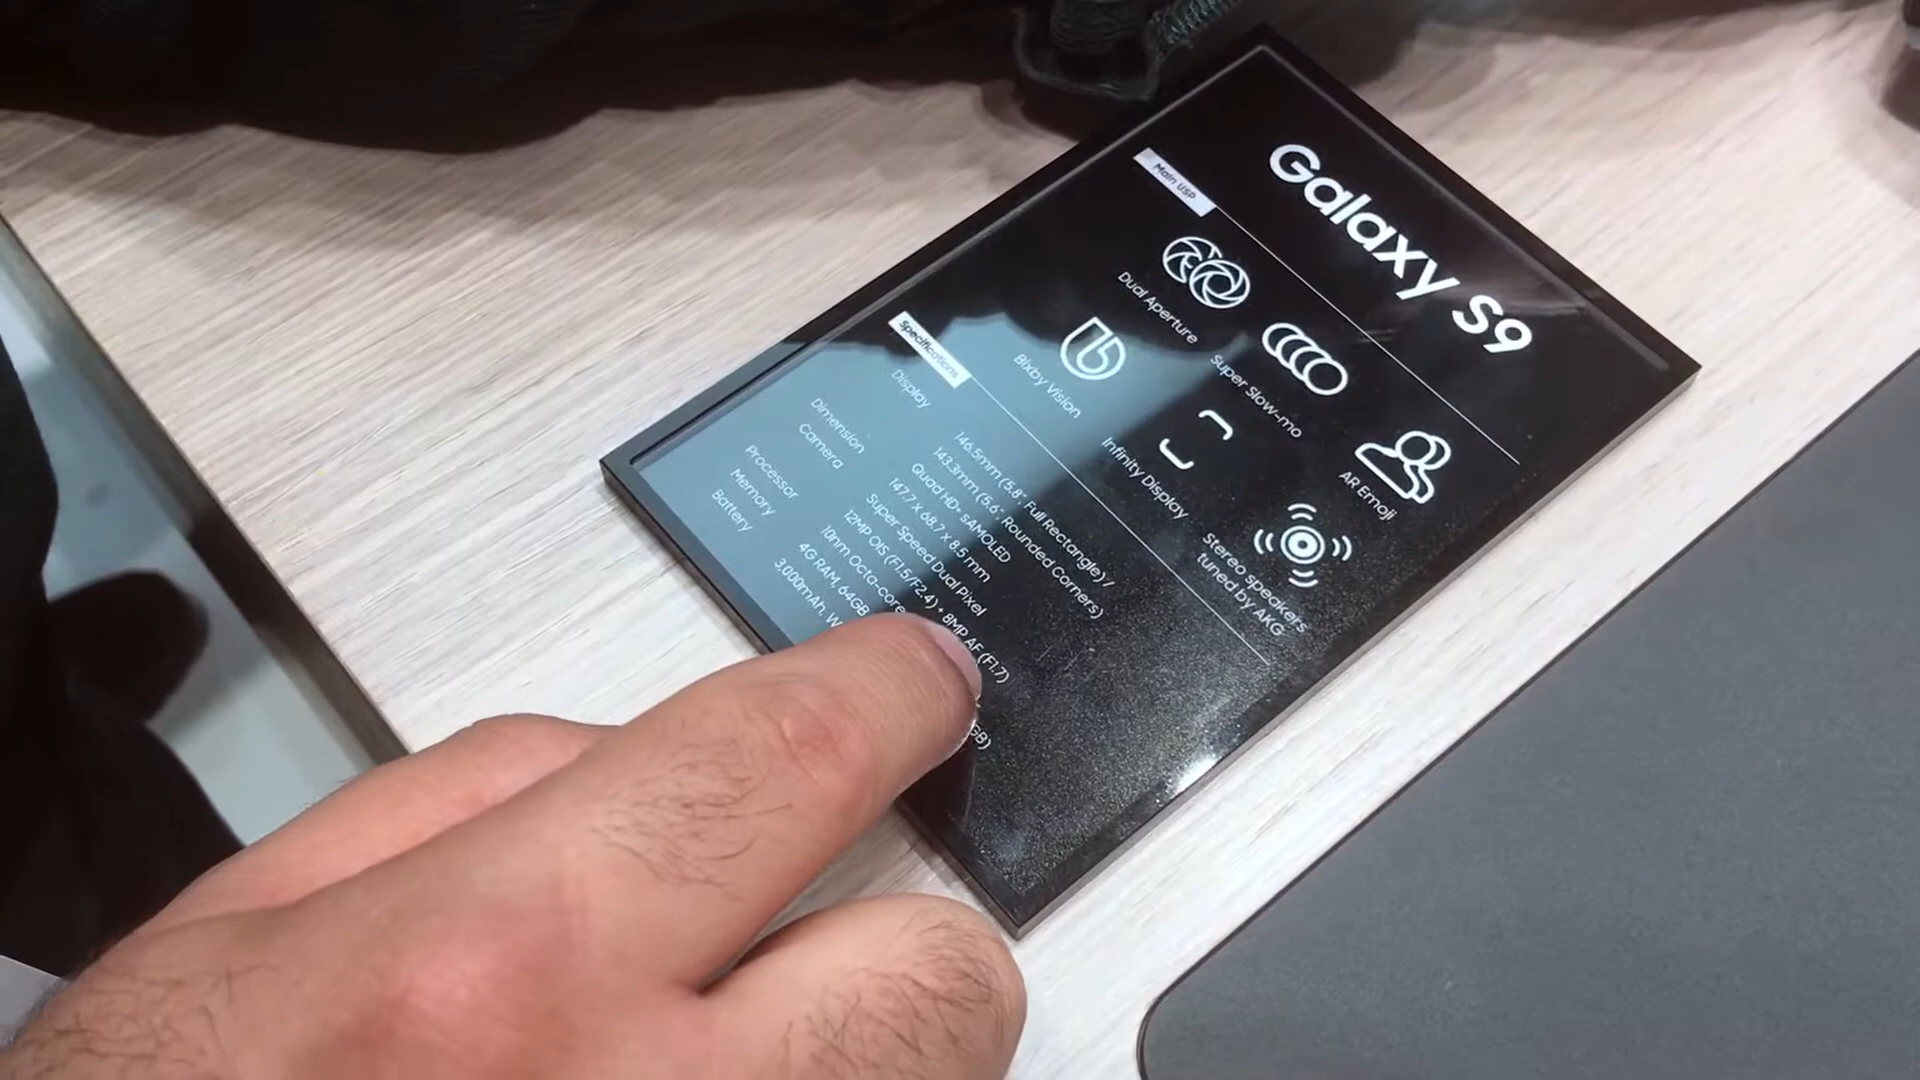 Galaxy S9
Main USP
Dual Aperture
Super Slow-mo
AR Emoji
Bixby Vision
Infinity Display
Stereo speakers
tuned by AKG
Specifications
Display
146.5mm (5.8" Full Rectangle) /
143.3mm (5.6" Rounded Corners)
Quad HD+ SAMOLED
Dimension
147.7 x 68.7 x 8.5 mm
Camera
Super Speed Dual Pixel
12MP OIS (F1.5/F2.4) + 8MP AF (F1.7)
Processor
10nm Octa-core
Memory
4G RAM, 64GB GB)
Battery
3,000mAh,